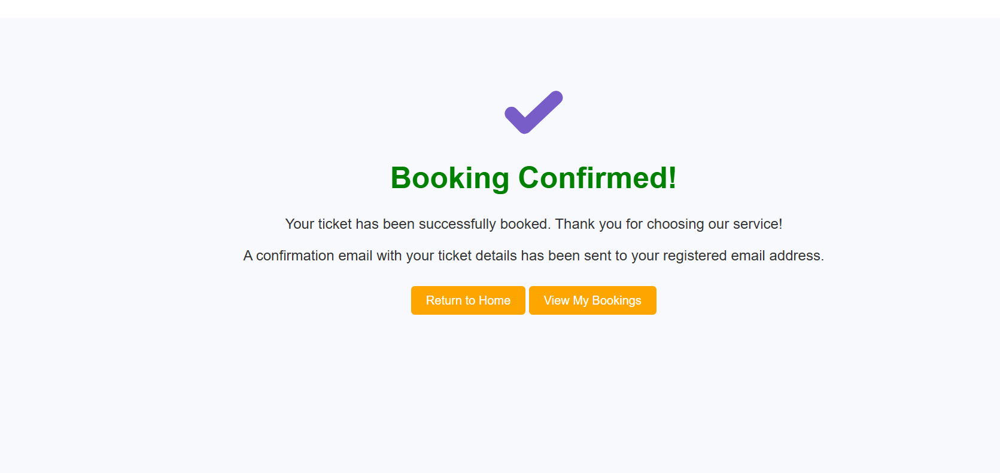 Booking Confirmed!
Your ticket has been successfully booked. Thank you for choosing our service!
A confirmation email with your ticket details has been sent to your registered email address.
Return to Home View My Bookings